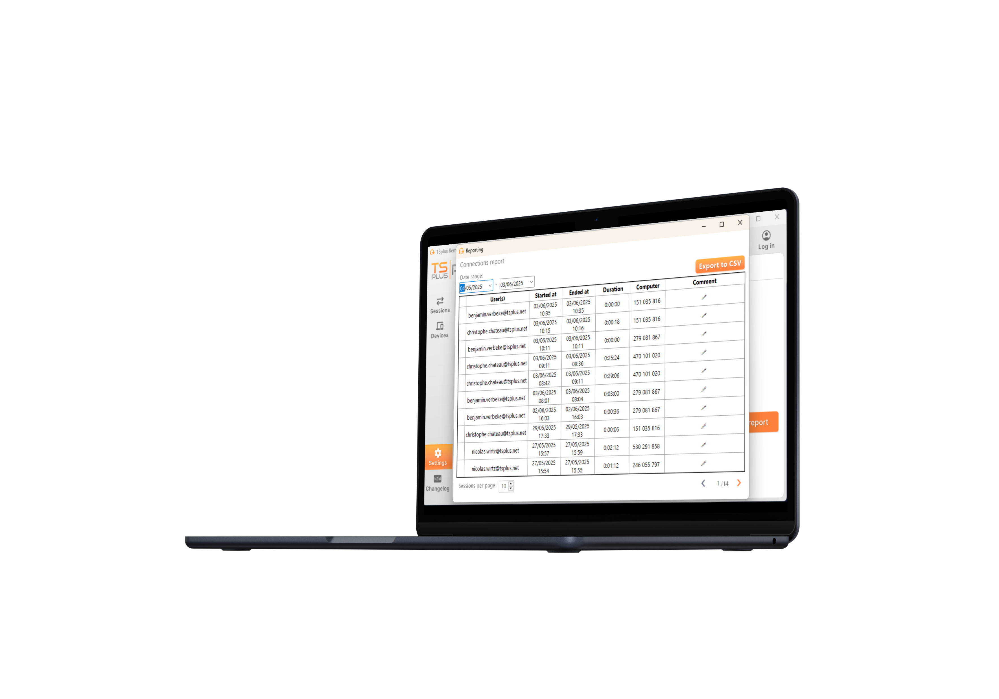 TSplus Rem
Reporting
TS
PLUS
Log in
Connections report
Export to CSV
Date range:
04/05/2025 - 03/06/2025
User(s) Started at Ended at Duration Computer Comment
benjamin.verbeke@tsplus.net 03/06/2025 10:35 03/06/2025 10:35 0:00:00 151 035 816
christophe.chateau@tsplus.net 03/06/2025 10:15 03/06/2025 10:16 0:00:18 151 035 816
benjamin.verbeke@tsplus.net 03/06/2025 10:11 03/06/2025 10:11 0:00:00 279 081 867
christophe.chateau@tsplus.net 03/06/2025 09:11 03/06/2025 09:36 0:25:24 470 101 020
christophe.chateau@tsplus.net 03/06/2025 08:42 03/06/2025 09:11 0:29:06 470 101 020
benjamin.verbeke@tsplus.net 03/06/2025 08:01 03/06/2025 08:04 0:03:00 279 081 867
benjamin.verbeke@tsplus.net 02/06/2025 16:03 02/06/2025 16:03 0:00:36 279 081 867
christophe.chateau@tsplus.net 29/05/2025 17:33 29/05/2025 17:33 0:00:06 151 035 816
nicolas.wirtz@tsplus.net 27/05/2025 15:57 27/05/2025 15:59 0:02:12 530 291 858
nicolas.wirtz@tsplus.net 27/05/2025 15:54 27/05/2025 15:55 0:01:12 246 055 797
Sessions per page 10
1 / 14
Sessions
Devices
Settings
NEW
Changelog
report